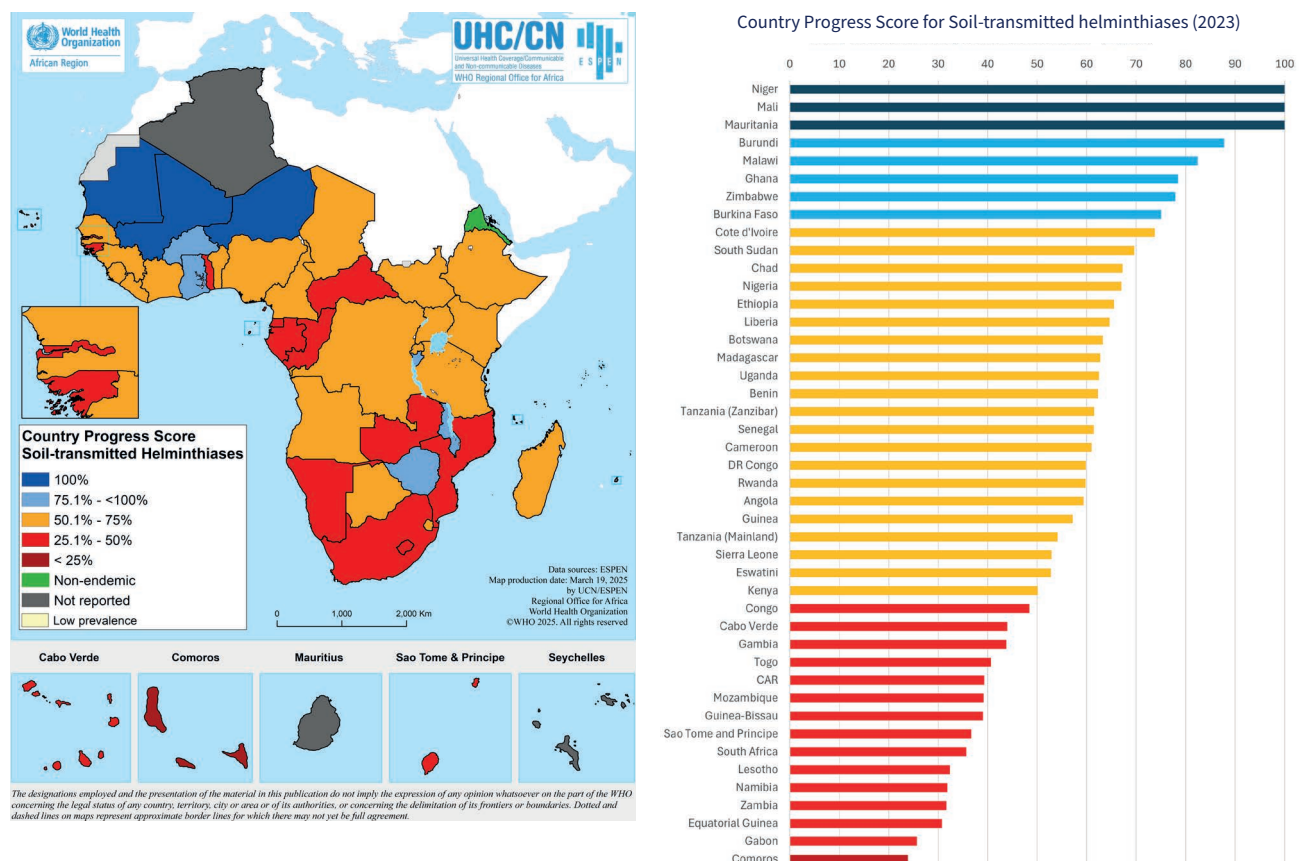 World Health
Organization
African Region
UHC/CN
Universal Health Coverage/Communicable
and Non-communicable Diseases
WHO Regional Office for Africa
E S P E N
Country Progress Score
Soil-transmitted Helminthiases
100%
75.1% - <100%
50.1% - 75%
25.1% - 50%
< 25%
Non-endemic
Not reported
Low prevalence
Data sources: ESPEN
Map production date: March 19, 2025
by UCN/ESPEN
Regional Office for Africa
World Health Organization
©WHO 2025. All rights reserved
0 1,000 2,000 Km
Cabo Verde
Comoros
Mauritius
Sao Tome & Principe
Seychelles
The designations employed and the presentation of the material in this publication do not imply the expression of any opinion whatsoever on the part of the WHO
concerning the legal status of any country, territory, city or area or of its authorities, or concerning the delimitation of its frontiers or boundaries. Dotted and
dashed lines on maps represent approximate border lines for which there may not yet be full agreement.
Country Progress Score for Soil-transmitted helminthiases (2023)
0 10 20 30 40 50 60 70 80 90 100
Niger
Mali
Mauritania
Burundi
Malawi
Ghana
Zimbabwe
Burkina Faso
Cote d'Ivoire
South Sudan
Chad
Nigeria
Ethiopia
Liberia
Botswana
Madagascar
Uganda
Benin
Tanzania (Zanzibar)
Senegal
Cameroon
DR Congo
Rwanda
Angola
Guinea
Tanzania (Mainland)
Sierra Leone
Eswatini
Kenya
Congo
Cabo Verde
Gambia
Togo
CAR
Mozambique
Guinea-Bissau
Sao Tome and Principe
South Africa
Lesotho
Namibia
Zambia
Equatorial Guinea
Gabon
Comoros